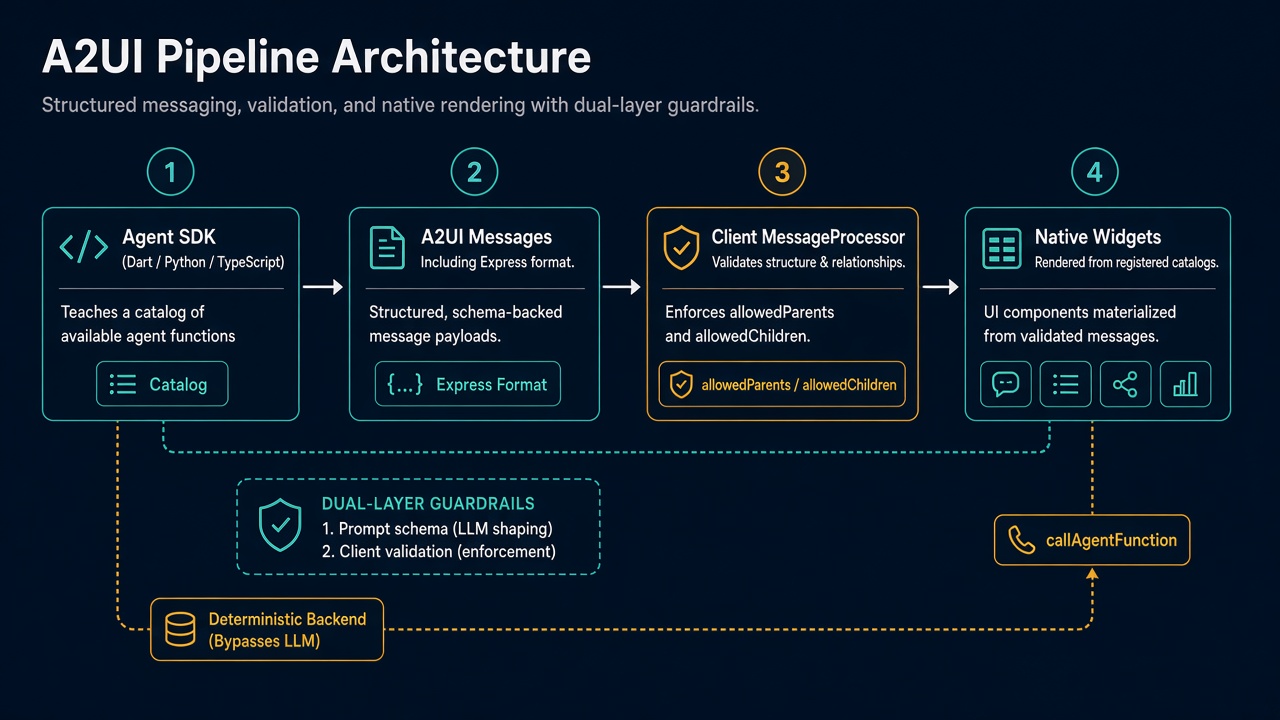 A2UI Pipeline Architecture
Structured messaging, validation, and native rendering with dual-layer guardrails.
1
Agent SDK
(Dart / Python / TypeScript)
Teaches a catalog of
available agent functions
Catalog
2
A2UI Messages
Including Express format.
Structured, schema-backed
message payloads.
{...} Express Format
3
Client MessageProcessor
Validates structure & relationships.
Enforces allowedParents
and allowedChildren.
allowedParents / allowedChildren
4
Native Widgets
Rendered from registered catalogs.
UI components materialized
from validated messages.
DUAL-LAYER GUARDRAILS
1. Prompt schema (LLM shaping)
2. Client validation (enforcement)
callAgentFunction
Deterministic Backend
(Bypasses LLM)